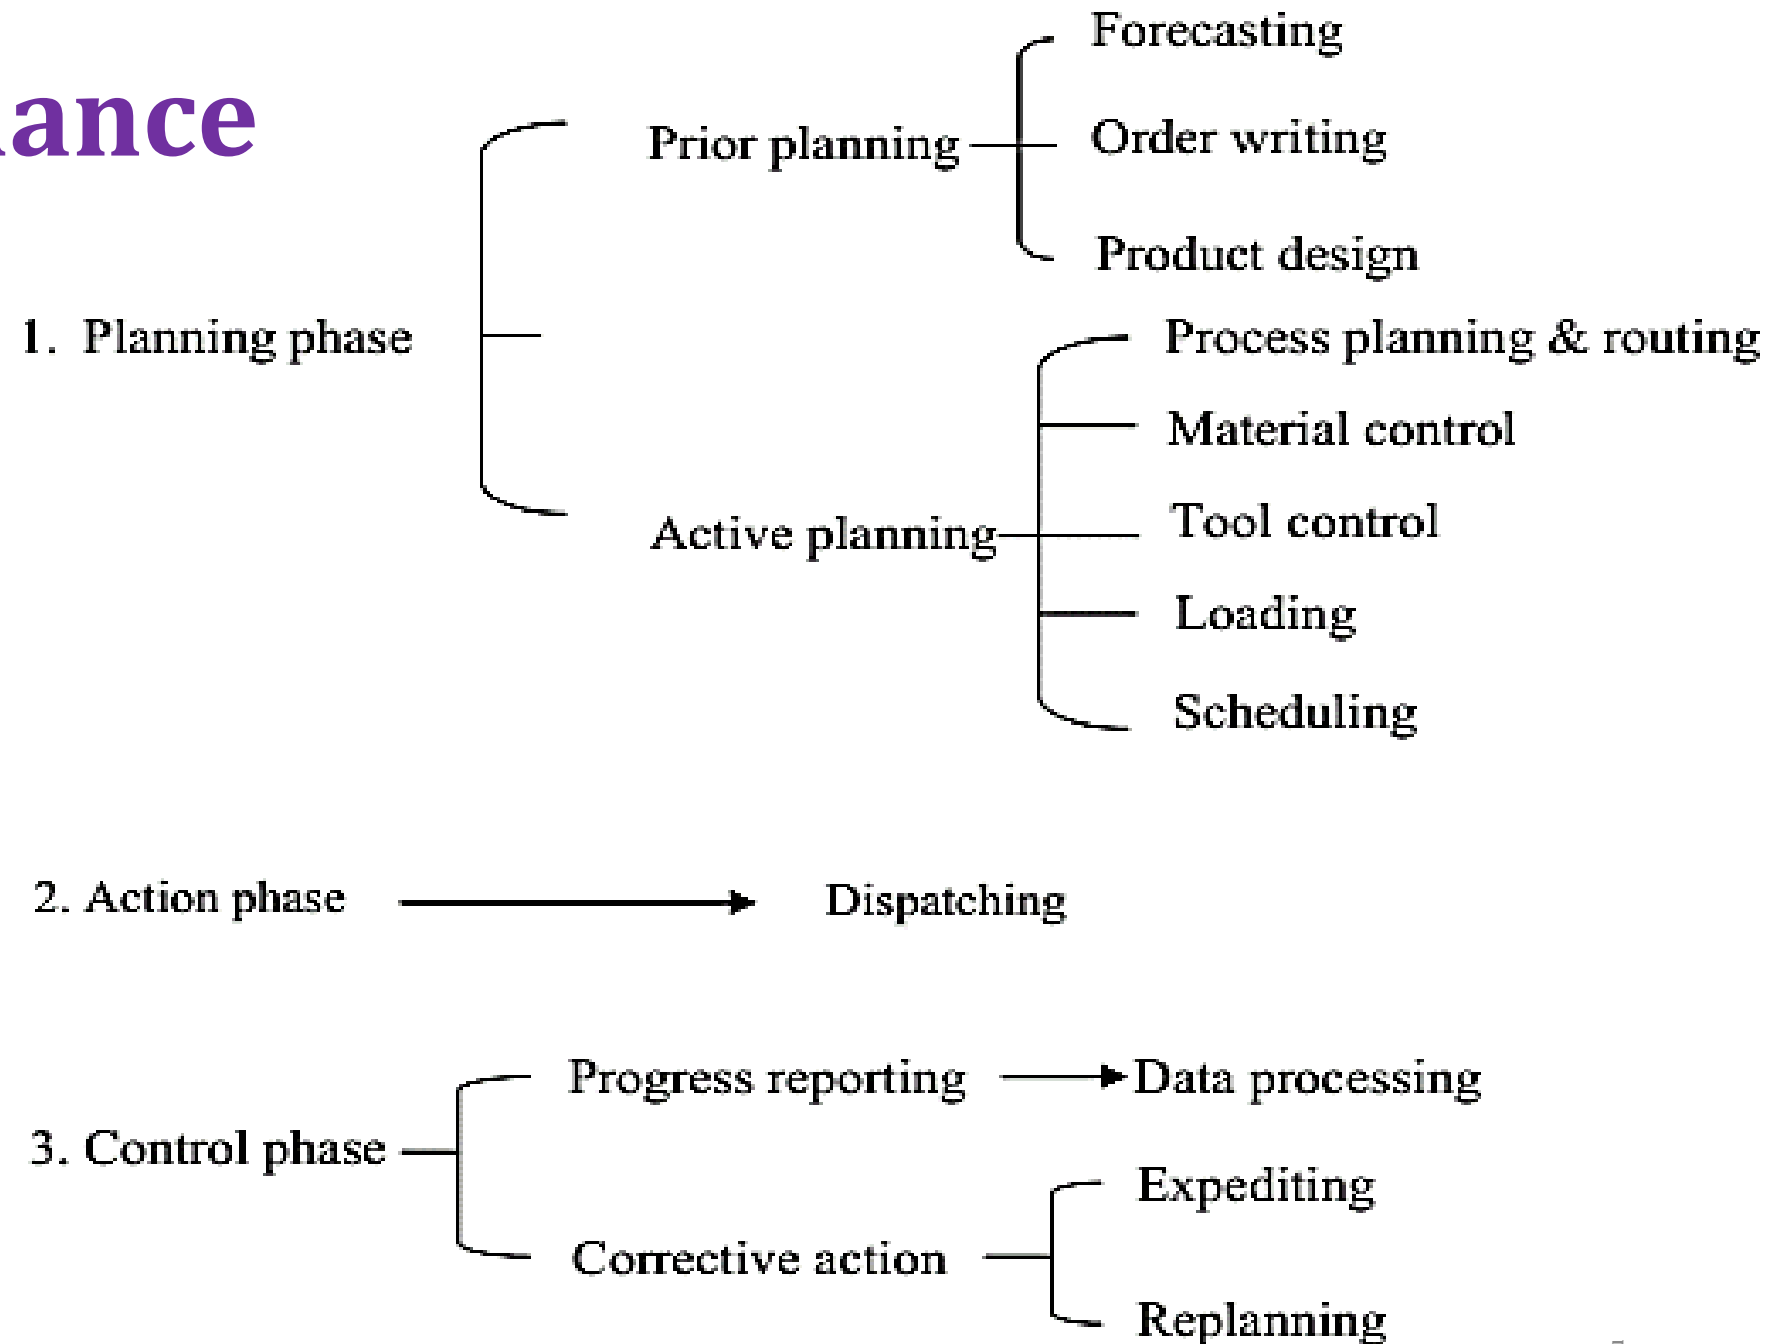 Forecasting
Prior planning
Order writing
Product design
1. Planning phase
Process planning & routing
Material control
Active planning
Tool control
Loading
Scheduling
2. Action phase
Dispatching
Progress reporting
Data processing
3. Control phase
Expediting
Corrective action
Replanning